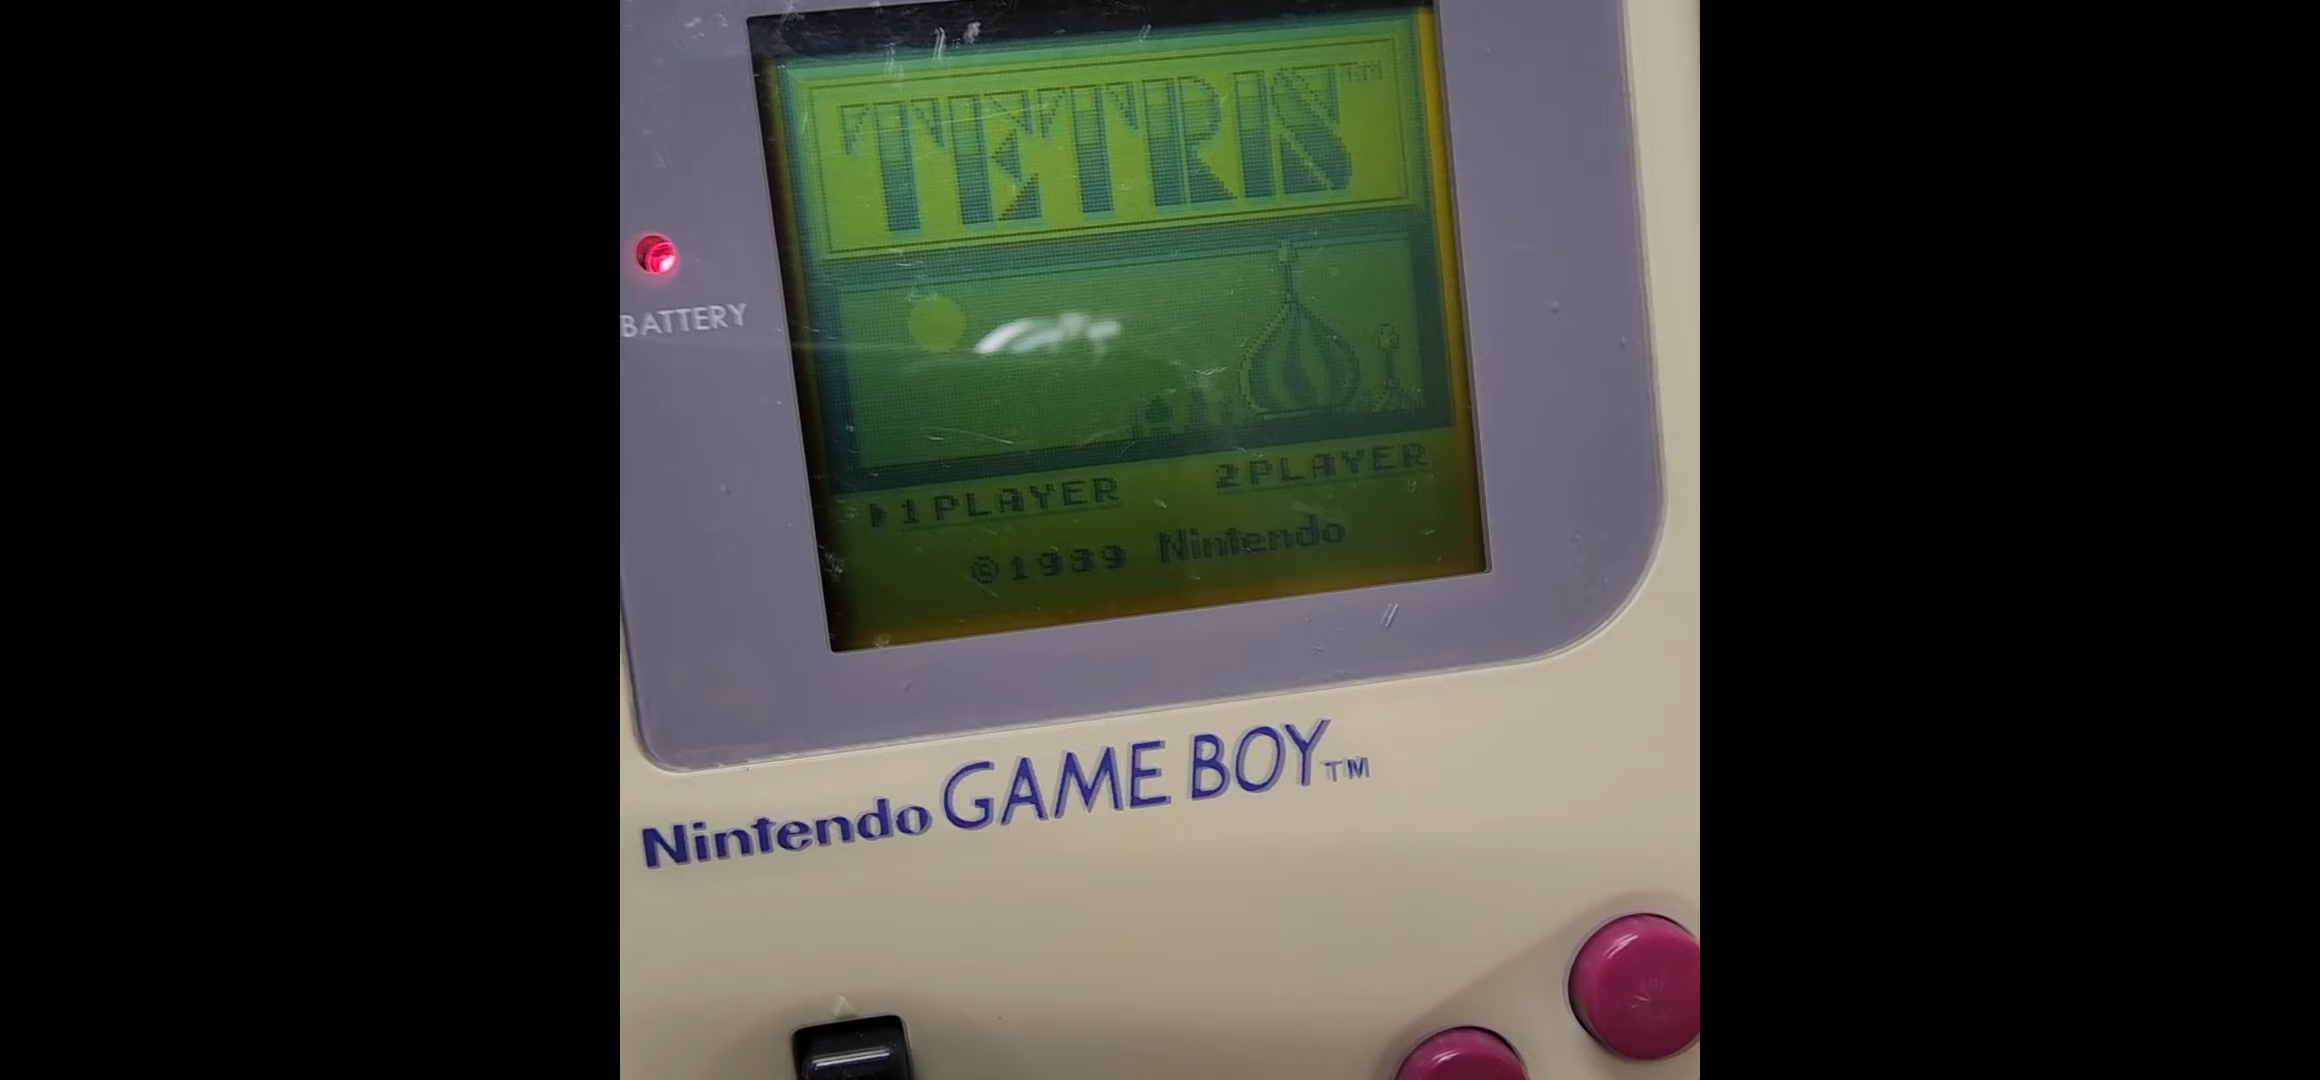 TETRIS™
BATTERY
1PLAYER 2PLAYER
©1989 Nintendo
Nintendo GAME BOY™